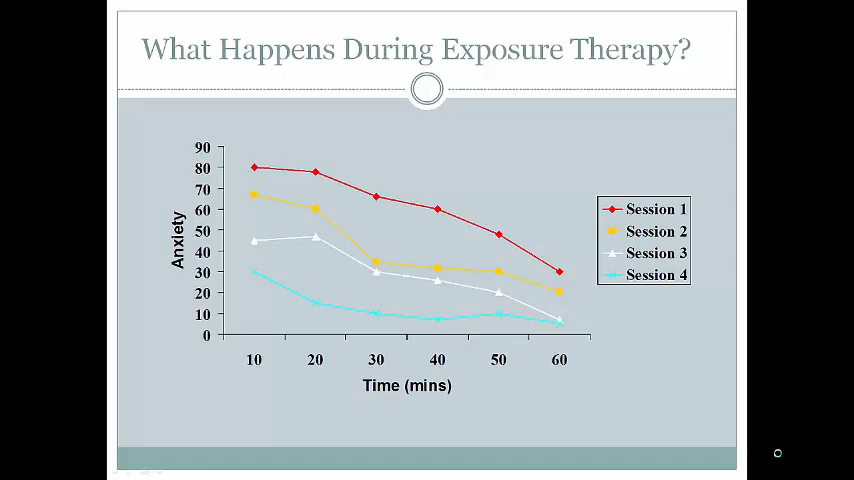 What Happens During Exposure Therapy?
90
80
70
60
50
40
30
20
10
0
Anxiety
10 20 30 40 50 60
Time (mins)
Session 1
Session 2
Session 3
Session 4